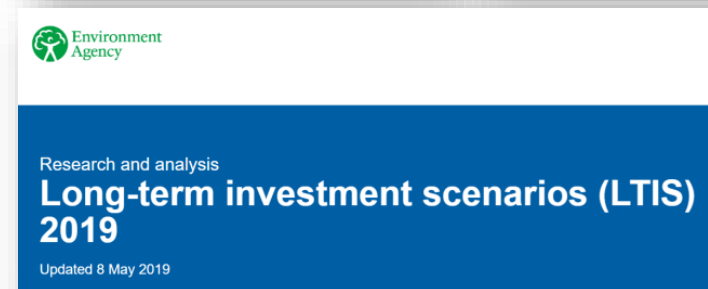 Environment
Agency
Research and analysis
Long-term investment scenarios (LTIS)
2019
Updated 8 May 2019